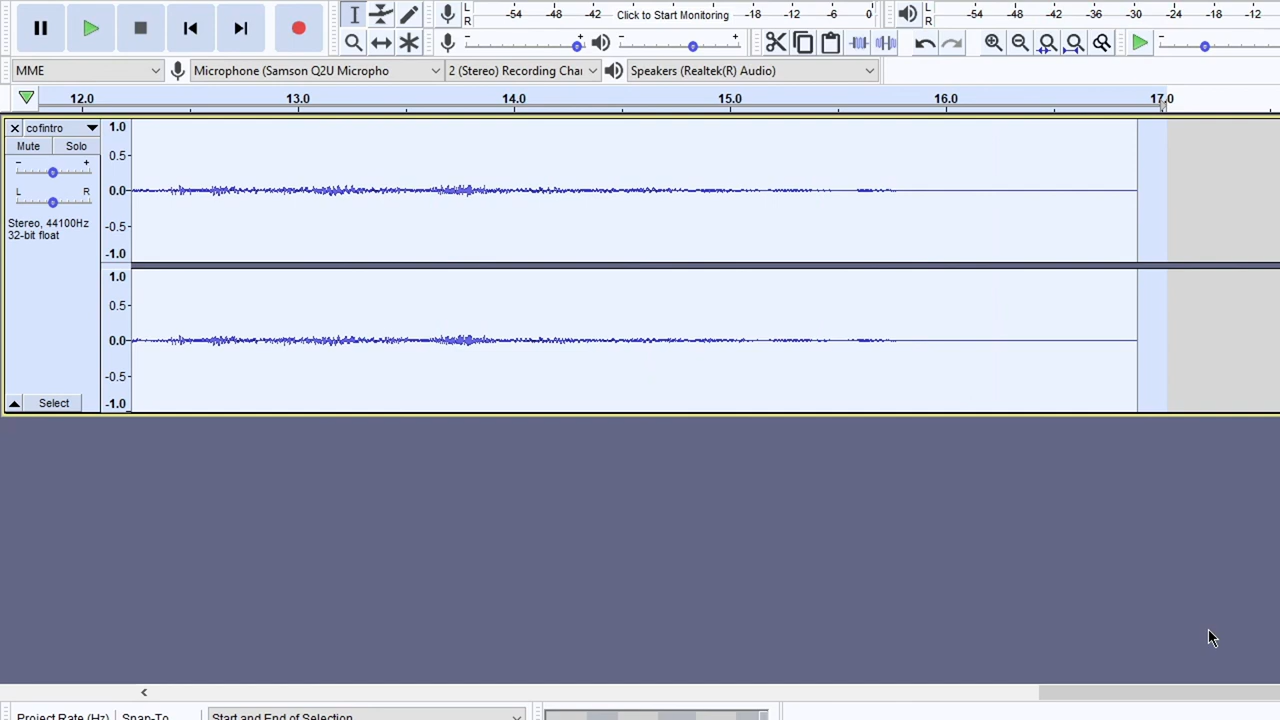 L
R
-54 -48 -42 Click to Start Monitoring -18 -12 -6 0
L
R
-54 -48 -42 -36 -30 -24 -18 -12
- +
- +
-
MME
Microphone (Samson Q2U Micropho
2 (Stereo) Recording Char
Speakers (Realtek(R) Audio)
12.0 13.0 14.0 15.0 16.0 17.0
cofintro
Mute Solo
- +
L R
Stereo, 44100Hz
32-bit float
Select
1.0
0.5
0.0
-0.5
-1.0
1.0
0.5
0.0
-0.5
-1.0
Project Rate (Hz) Snap-To Start and End of Selection